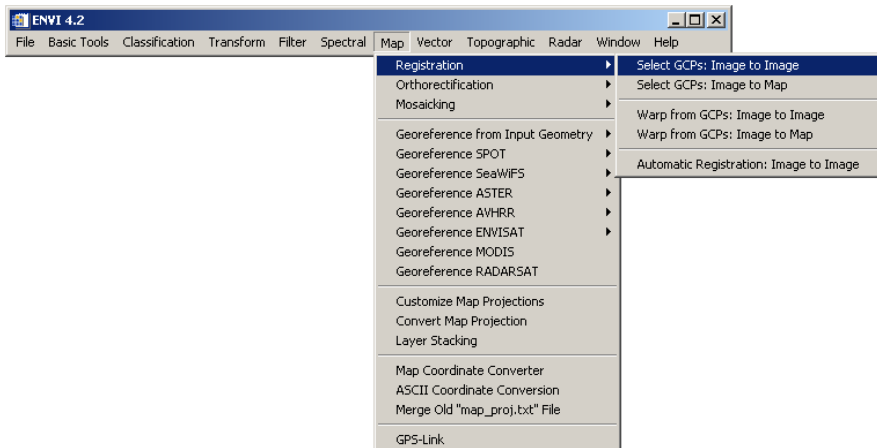 ENVI 4.2
File Basic Tools Classification Transform Filter Spectral Map Vector Topographic Radar Window Help
Registration
Orthorectification
Mosaicking
Georeference from Input Geometry
Georeference SPOT
Georeference SeaWiFS
Georeference ASTER
Georeference AVHRR
Georeference ENVISAT
Georeference MODIS
Georeference RADARSAT
Customize Map Projections
Convert Map Projection
Layer Stacking
Map Coordinate Converter
ASCII Coordinate Conversion
Merge Old "map_proj.txt" File
GPS-Link
Select GCPs: Image to Image
Select GCPs: Image to Map
Warp from GCPs: Image to Image
Warp from GCPs: Image to Map
Automatic Registration: Image to Image